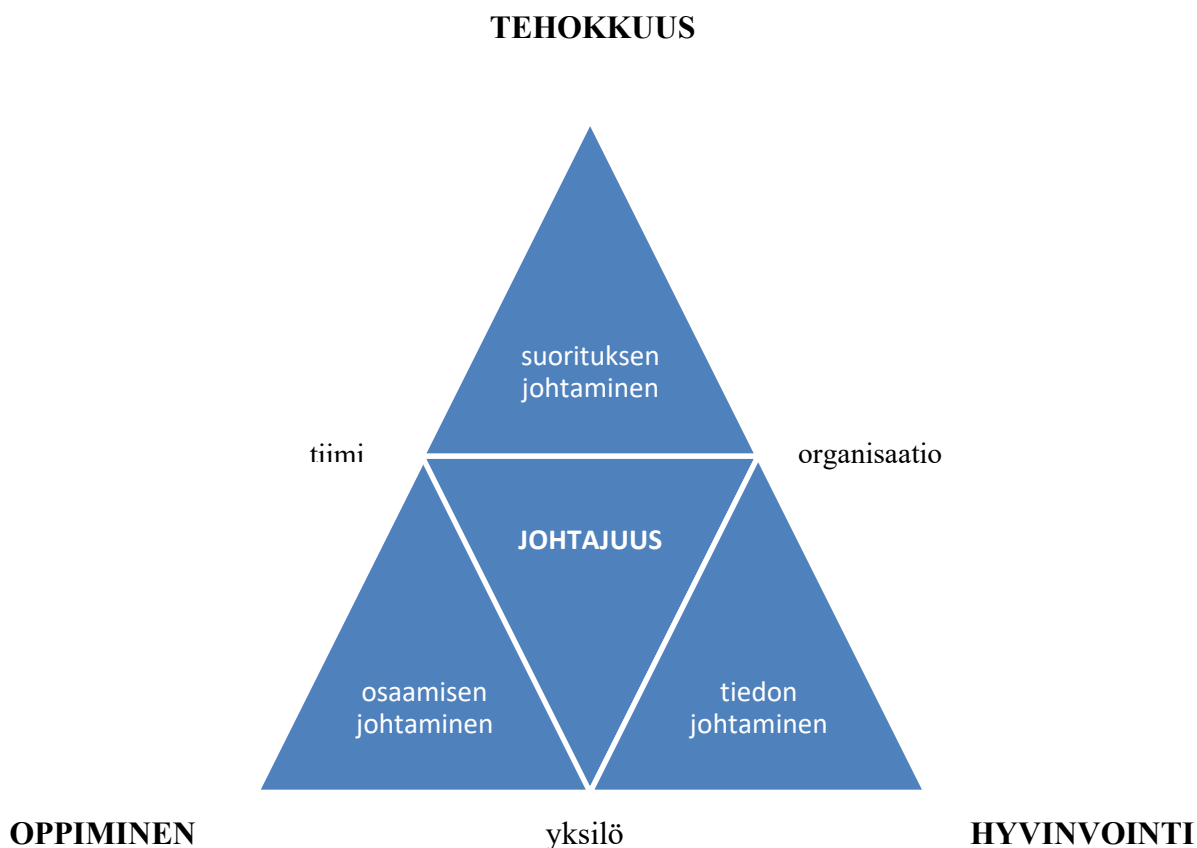 TEHOKKUUS
suorituksen
johtaminen
tiimi
organisaatio
JOHTAJUUS
osaamisen
johtaminen
tiedon
johtaminen
OPPIMINEN
yksilö
HYVINVOINTI